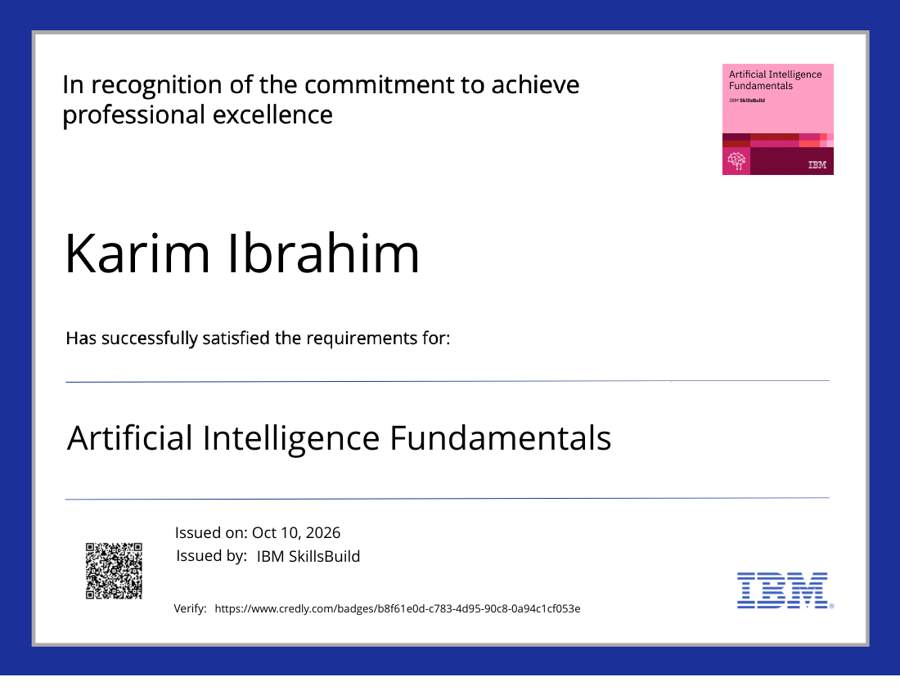 In recognition of the commitment to achieve
professional excellence
Artificial Intelligence
Fundamentals
IBM SkillsBuild
IBM
Karim Ibrahim
Has successfully satisfied the requirements for:
Artificial Intelligence Fundamentals
Issued on: Oct 10, 2026
Issued by: IBM SkillsBuild
Verify: https://www.credly.com/badges/b8f61e0d-c783-4d95-90c8-0a94c1cf053e
IBM®